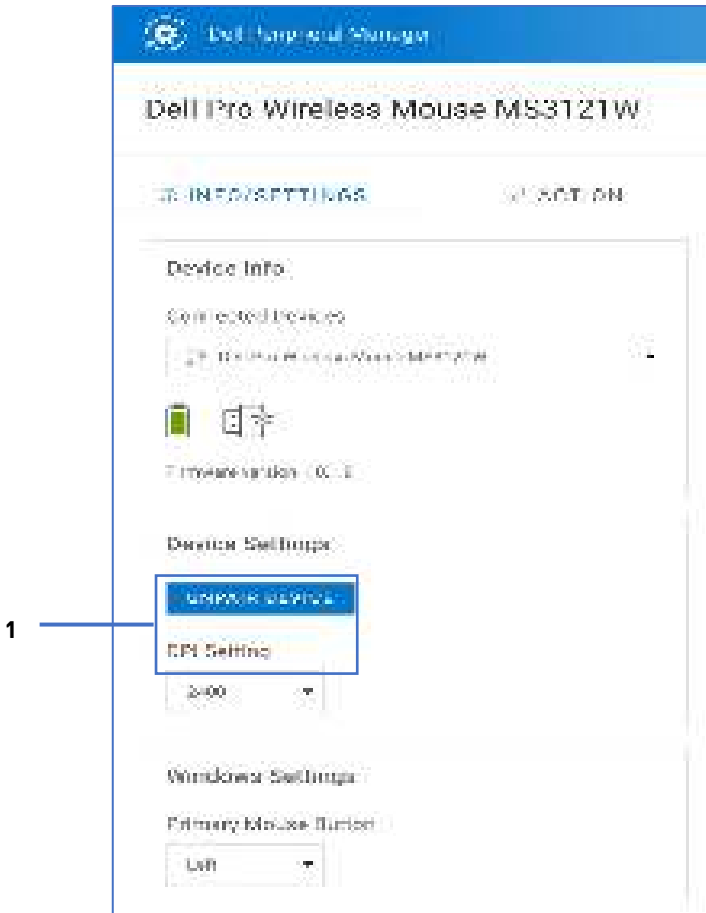 Dell Peripheral Manager
Dell Pro Wireless Mouse MS3121W
INFO/SETTINGS
ACTION
Device Info
Connected Devices
Firmware version
Device Settings
UNPAIR DEVICE
1
DPI Setting
2400
Windows Settings
Primary Mouse Button
Left